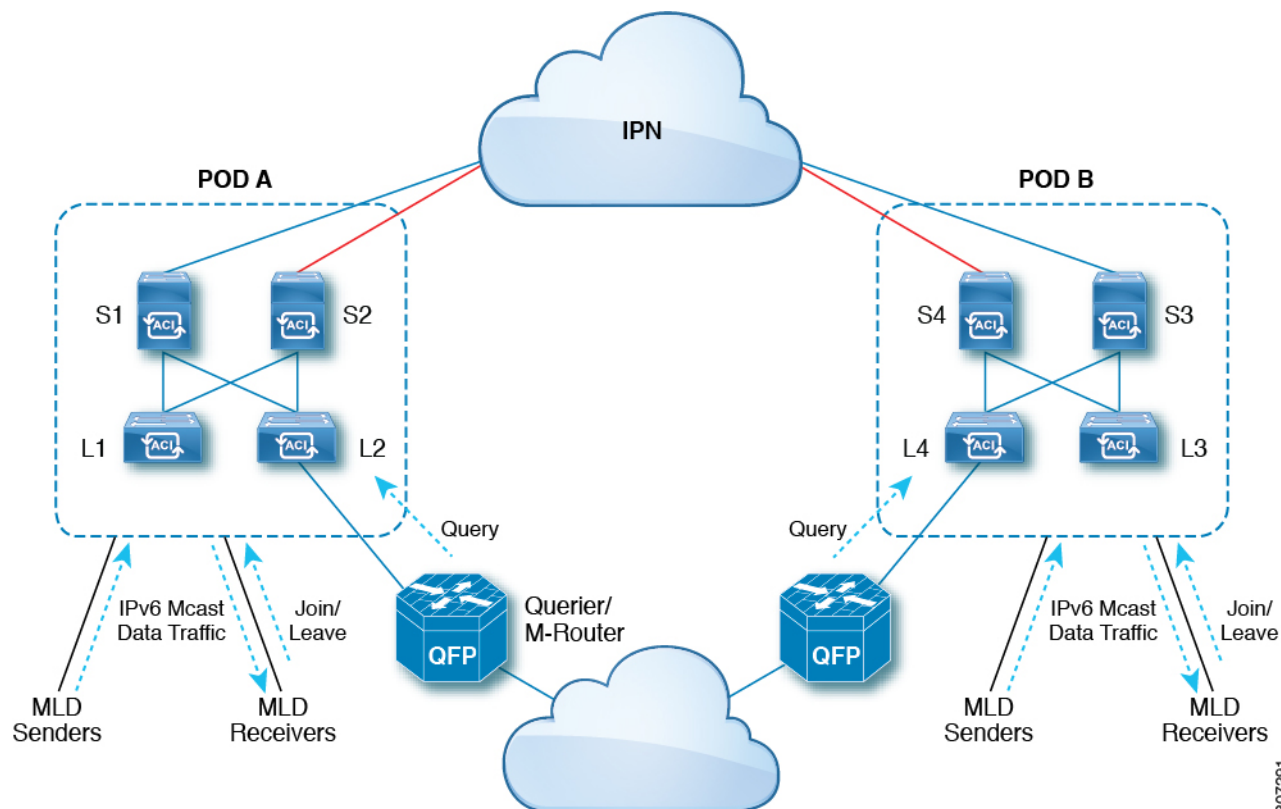 IPN
POD A
POD B
S1
ACI
ACI
S2
S4
ACI
ACI
S3
L1
ACI
ACI
L2
L4
ACI
ACI
L3
Query
Query
IPv6 Mcast
Data Traffic
Join/
Leave
Querier/
M-Router
QFP
QFP
IPv6 Mcast
Data Traffic
Join/
Leave
MLD
Senders
MLD
Receivers
MLD
Senders
MLD
Receivers